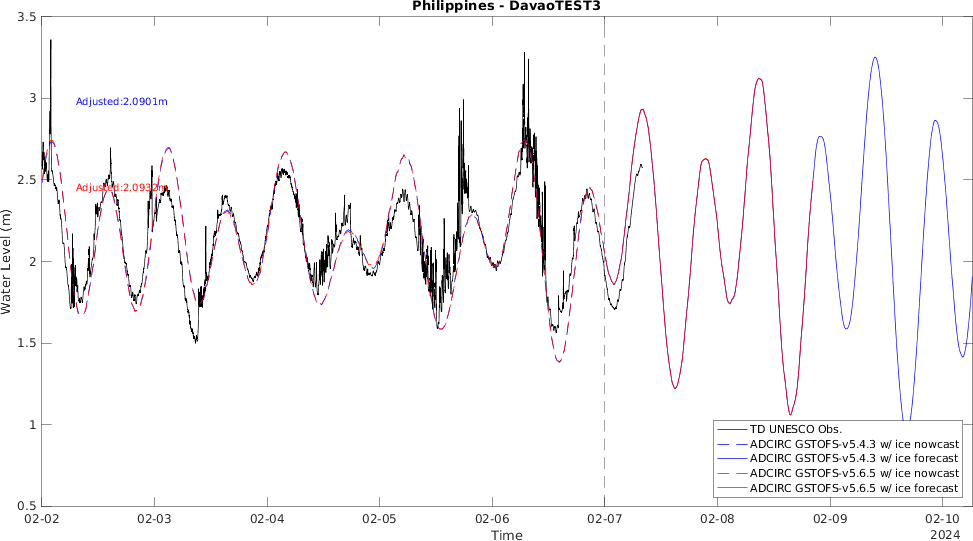 Philippines - DavaoTEST3
3.5
3
2.5
2
1.5
1
0.5
Water Level (m)
Adjusted:2.0901m
Adjusted:2.0932m
TD UNESCO Obs.
ADCIRC GSTOFS-v5.4.3 w/ ice nowcast
ADCIRC GSTOFS-v5.4.3 w/ ice forecast
ADCIRC GSTOFS-v5.6.5 w/ ice nowcast
ADCIRC GSTOFS-v5.6.5 w/ ice forecast
02-02 02-03 02-04 02-05 02-06 02-07 02-08 02-09 02-10
Time
2024